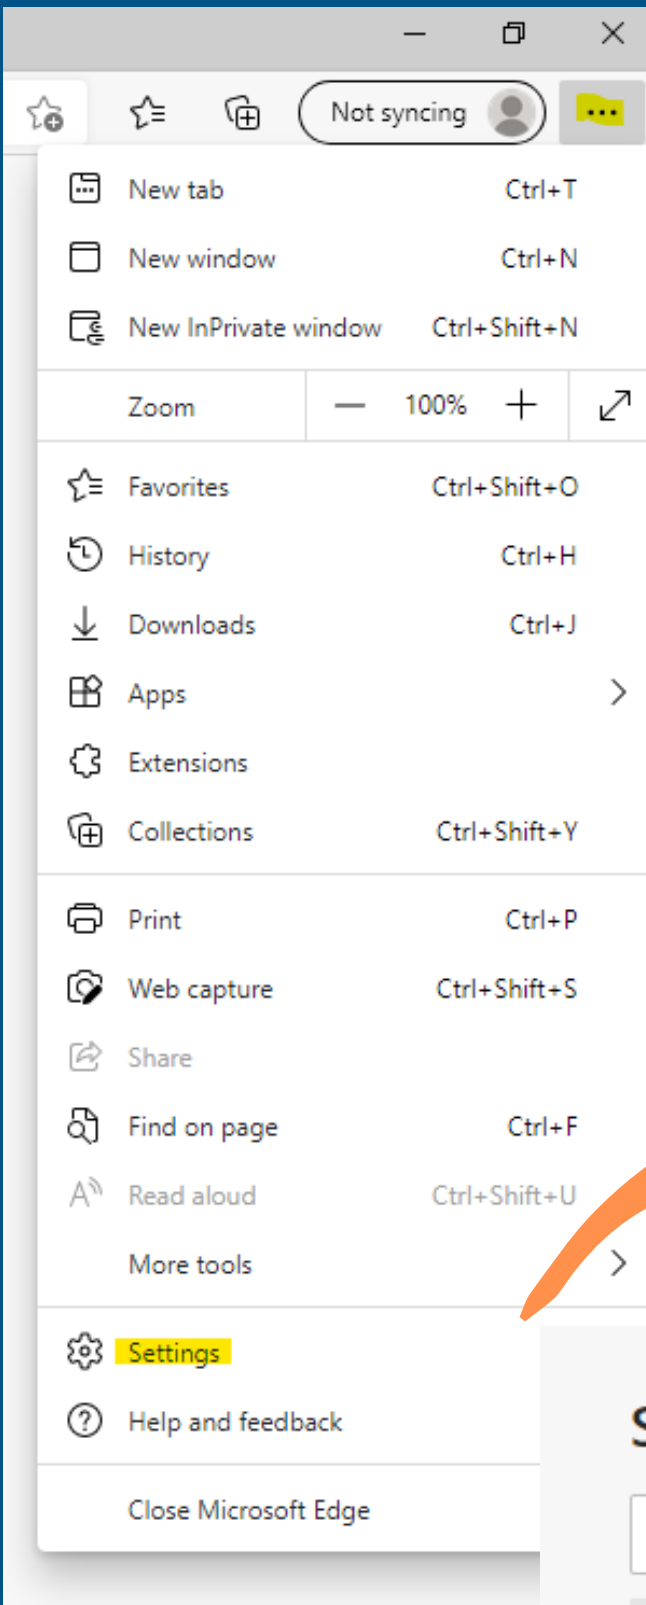 Not syncing
New tab Ctrl+T
New window Ctrl+N
New InPrivate window Ctrl+Shift+N
Zoom 100%
Favorites Ctrl+Shift+O
History Ctrl+H
Downloads Ctrl+J
Apps
Extensions
Collections Ctrl+Shift+Y
Print Ctrl+P
Web capture Ctrl+Shift+S
Share
Find on page Ctrl+F
Read aloud Ctrl+Shift+U
More tools
Settings
Help and feedback
Close Microsoft Edge